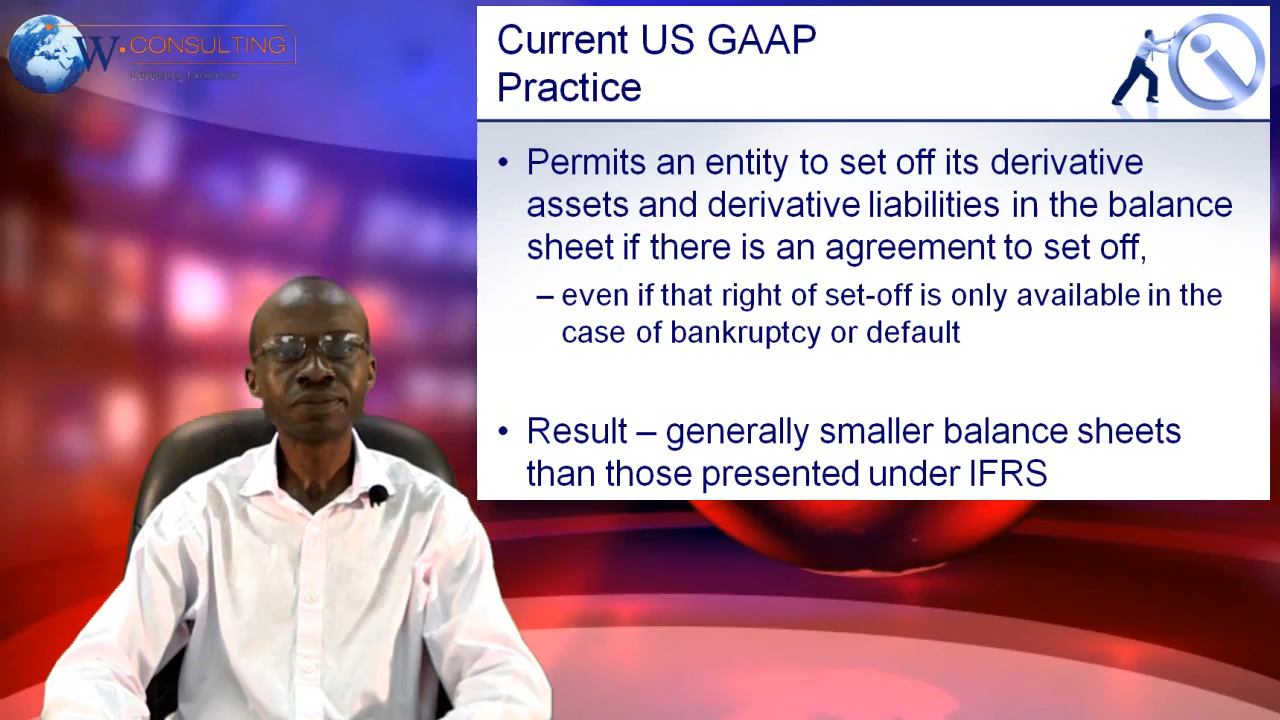 W.CONSULTING
Developing Excellence
Current US GAAP
Practice
• Permits an entity to set off its derivative
assets and derivative liabilities in the balance
sheet if there is an agreement to set off,
– even if that right of set-off is only available in the
case of bankruptcy or default
• Result – generally smaller balance sheets
than those presented under IFRS